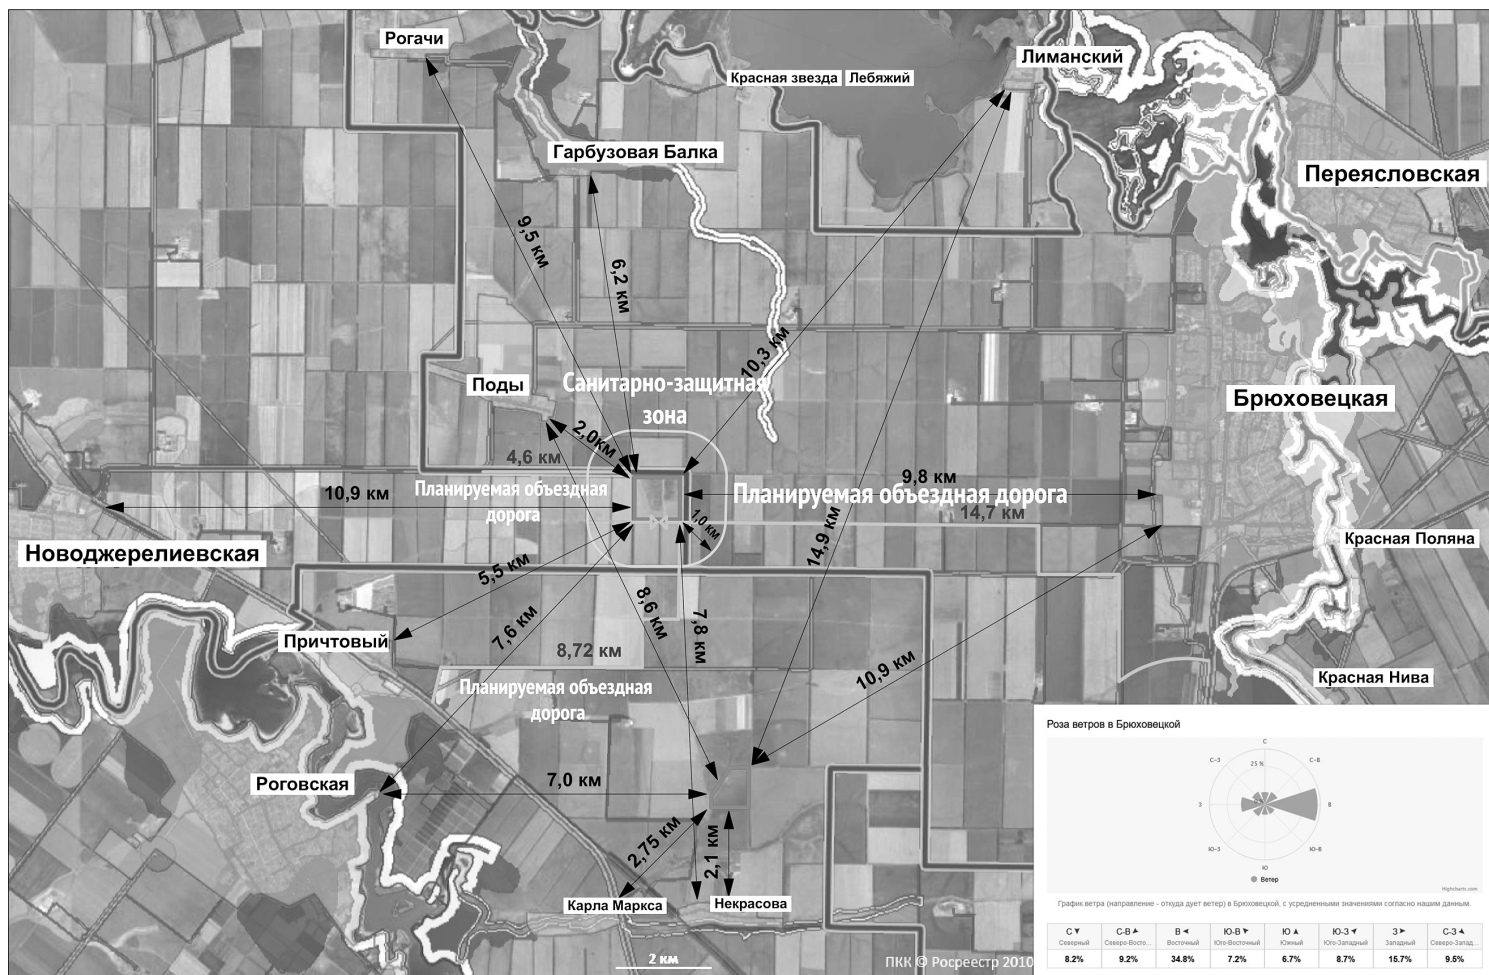 Рогачи
Лиманский
Красная звезда
Лебяжий
Гарбузовая Балка
Переясловская
9,5 км
6,2 км
10,3 км
Поды
Санитарно-защитная
зона
Брюховецкая
2,0км
4,6 км
9,8 км
10,9 км
Планируемая объездная
дорога
Планируемая объездная дорога
14,7 км
1,0 км
14,9 км
Новоджерелиевская
Красная Поляна
5,5 км
8,6 км
7,8 км
7,6 км
Причтовый
8,72 км
10,9 км
Красная Нива
Планируемая объездная
дорога
Роговская
7,0 км
2,75 км
2,1 км
Карла Маркса
Некрасова
2 км
ПКК © Росреестр 2010
Роза ветров в Брюховецкой
С
С-З
25 %
С-В
З
0 %
В
Ю-З
Ю-В
Ю
Ветер
Highcharts.com
График ветра (направление - откуда дует ветер) в Брюховецкой, с усредненными значениями согласно нашим данным.
С С-В В Ю-В Ю Ю-З З С-З
Северный Северо-Восто... Восточный Юго-Восточный Южный Юго-Западный Западный Северо-Запад...
8.2% 9.2% 34.8% 7.2% 6.7% 8.7% 15.7% 9.5%